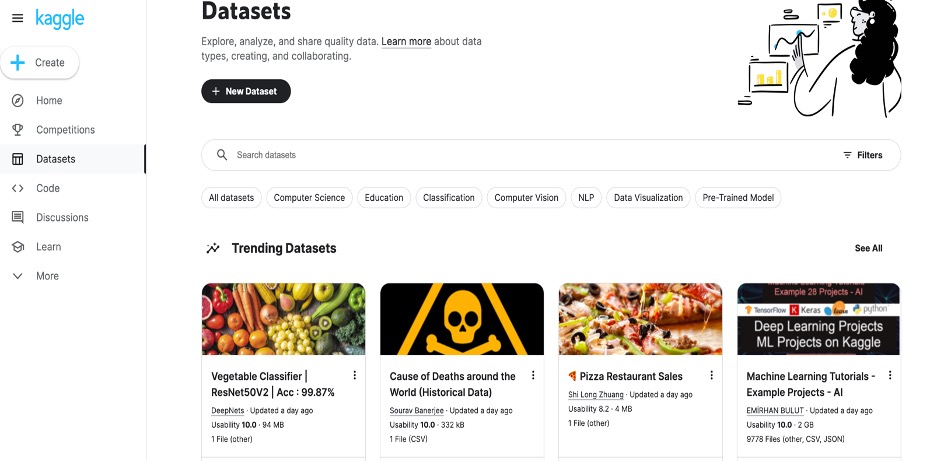 kaggle
Create
Home
Competitions
Datasets
Code
Discussions
Learn
More
Datasets
Explore, analyze, and share quality data. Learn more about data
types, creating, and collaborating.
+ New Dataset
Search datasets
Filters
All datasets
Computer Science
Education
Classification
Computer Vision
NLP
Data Visualization
Pre-Trained Model
Trending Datasets
See All
Vegetable Classifier |
ResNet50V2 | Acc : 99.87%
DeepNets · Updated a day ago
Usability 10.0 · 94 MB
1 File (other)
Cause of Deaths around the
World (Historical Data)
Sourav Banerjee · Updated a day ago
Usability 10.0 · 332 kB
1 File (CSV)
🍕 Pizza Restaurant Sales
Shi Long Zhuang · Updated a day ago
Usability 8.2 · 4 MB
1 File (other)
Machine Learning Tutorials -
Example 28 Projects - AI
TensorFlow K Keras learn python
Deep Learning Projects
ML Projects on Kaggle
Machine Learning Tutorials -
Example Projects - AI
EMİRHAN BULUT · Updated a day ago
Usability 10.0 · 2 GB
9778 Files (other, CSV, JSON)